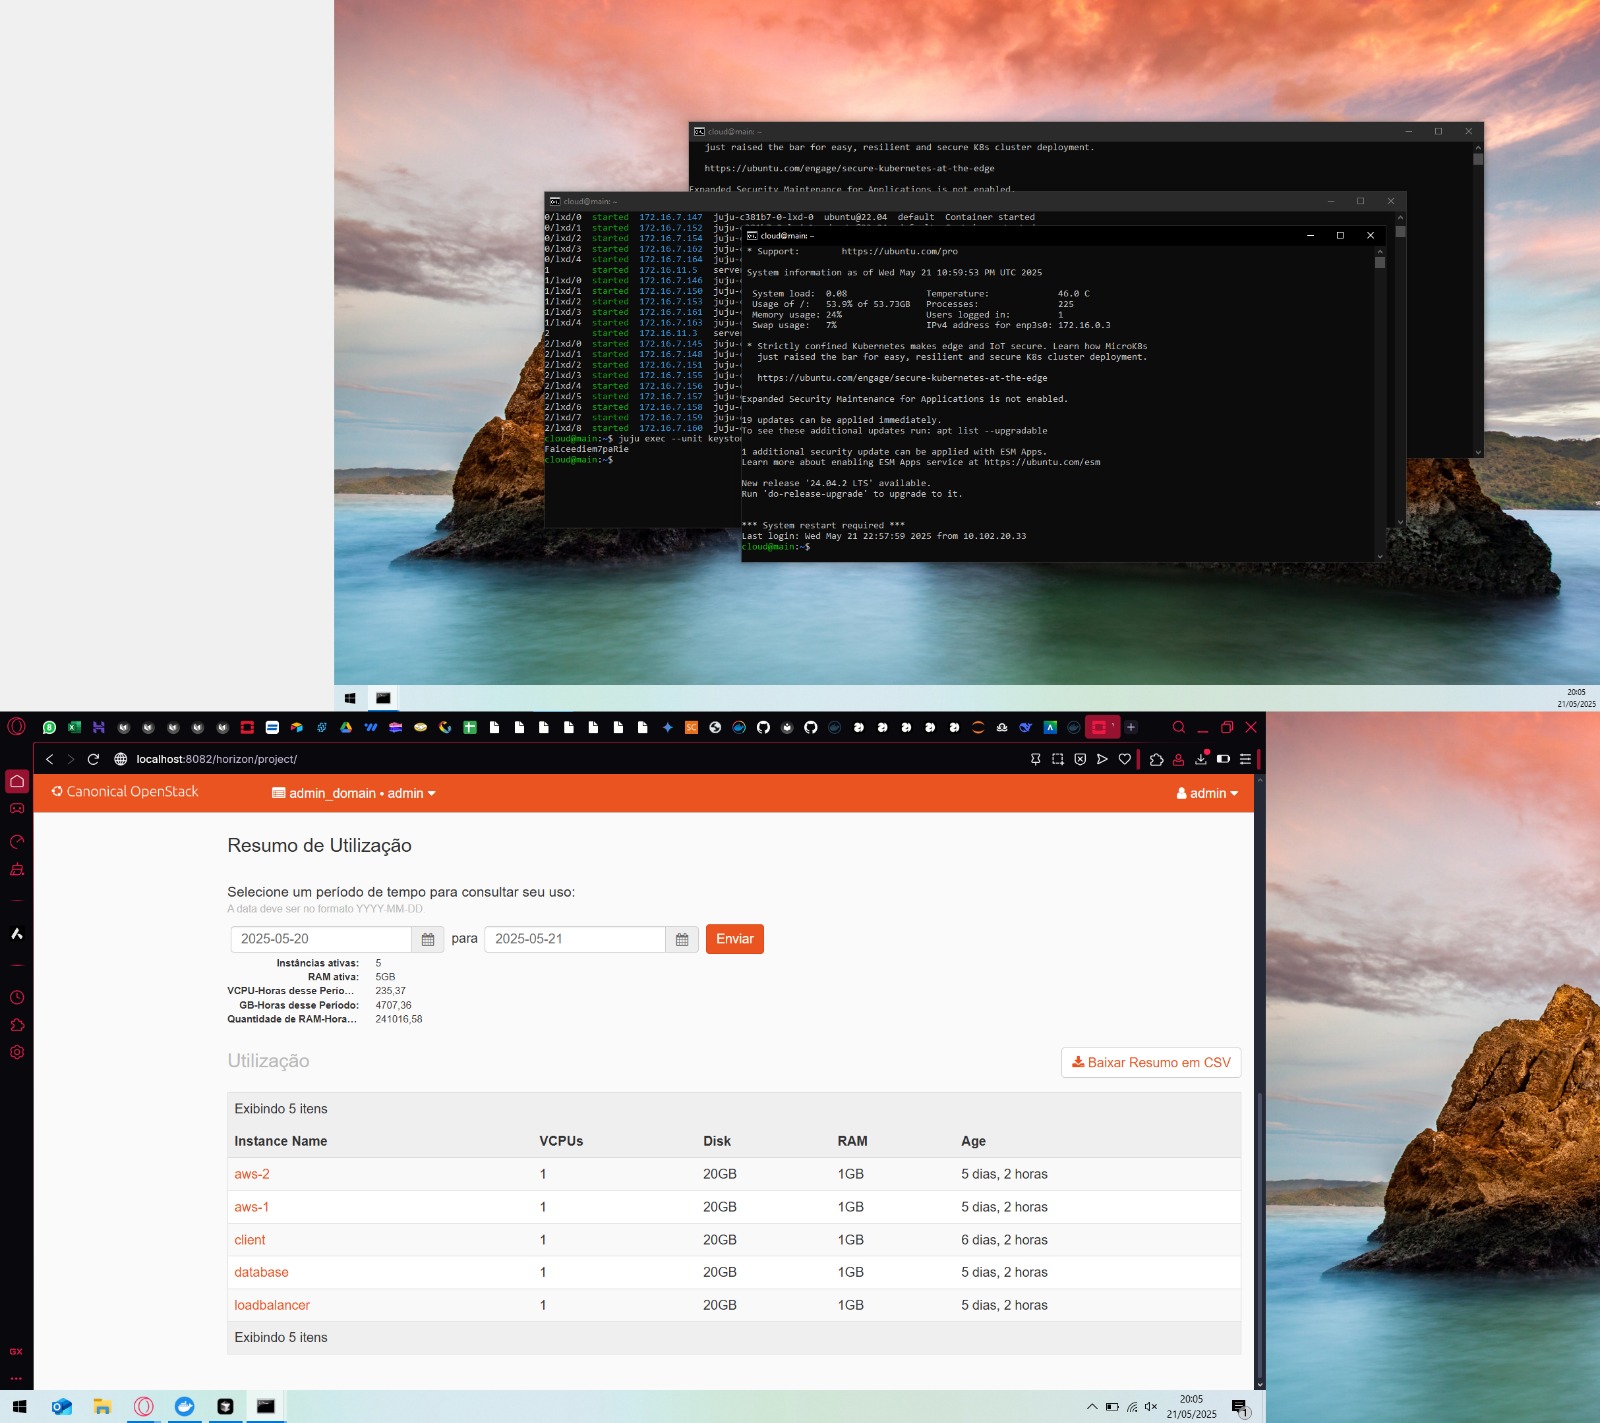 cloud@main: ~
just raised the bar for easy, resilient and secure K8s cluster deployment.
https://ubuntu.com/engage/secure-kubernetes-at-the-edge
Expanded Security Maintenance for Applications is not enabled.
cloud@main: ~
0/lxd/0 started 172.16.7.147 juju-c381b7-0-lxd-0 ubuntu@22.04 default Container started
0/lxd/1 started 172.16.7.152 juju-
0/lxd/2 started 172.16.7.154 juju-
0/lxd/3 started 172.16.7.162 juju-
0/lxd/4 started 172.16.7.164 juju-
1 started 172.16.11.5 serve
1/lxd/0 started 172.16.7.146 juju-
1/lxd/1 started 172.16.7.150 juju-
1/lxd/2 started 172.16.7.153 juju-
1/lxd/3 started 172.16.7.161 juju-
1/lxd/4 started 172.16.7.163 juju-
2 started 172.16.11.3 serve
2/lxd/0 started 172.16.7.145 juju-
2/lxd/1 started 172.16.7.148 juju-
2/lxd/2 started 172.16.7.151 juju-
2/lxd/3 started 172.16.7.155 juju-
2/lxd/4 started 172.16.7.156 juju-
2/lxd/5 started 172.16.7.157 juju-
2/lxd/6 started 172.16.7.158 juju-
2/lxd/7 started 172.16.7.159 juju-
2/lxd/8 started 172.16.7.160 juju-
cloud@main:~$ juju exec --unit keysto
Faiceediem7paRie
cloud@main:~$
cloud@main: ~
* Support: https://ubuntu.com/pro
System information as of Wed May 21 10:59:53 PM UTC 2025
System load: 0.08 Temperature: 46.0 C
Usage of /: 53.9% of 53.73GB Processes: 225
Memory usage: 24% Users logged in: 1
Swap usage: 7% IPv4 address for enp3s0: 172.16.0.3
* Strictly confined Kubernetes makes edge and IoT secure. Learn how MicroK8s
just raised the bar for easy, resilient and secure K8s cluster deployment.
https://ubuntu.com/engage/secure-kubernetes-at-the-edge
Expanded Security Maintenance for Applications is not enabled.
19 updates can be applied immediately.
To see these additional updates run: apt list --upgradable
1 additional security update can be applied with ESM Apps.
Learn more about enabling ESM Apps service at https://ubuntu.com/esm
New release '24.04.2 LTS' available.
Run 'do-release-upgrade' to upgrade to it.
*** System restart required ***
Last login: Wed May 21 22:57:59 2025 from 10.102.20.33
cloud@main:~$
20:05
21/05/2025
localhost:8082/horizon/project/
Canonical OpenStack
admin_domain • admin
admin
Resumo de Utilização
Selecione um período de tempo para consultar seu uso:
A data deve ser no formato YYYY-MM-DD.
2025-05-20 para 2025-05-21 Enviar
Instâncias ativas: 5
RAM ativa: 5GB
VCPU-Horas desse Perío... 235,37
GB-Horas desse Período: 4707,36
Quantidade de RAM-Hora... 241016,58
Utilização
Baixar Resumo em CSV
Exibindo 5 itens
Instance Name VCPUs Disk RAM Age
aws-2 1 20GB 1GB 5 dias, 2 horas
aws-1 1 20GB 1GB 5 dias, 2 horas
client 1 20GB 1GB 6 dias, 2 horas
database 1 20GB 1GB 5 dias, 2 horas
loadbalancer 1 20GB 1GB 5 dias, 2 horas
Exibindo 5 itens
GX
20:05
21/05/2025
1